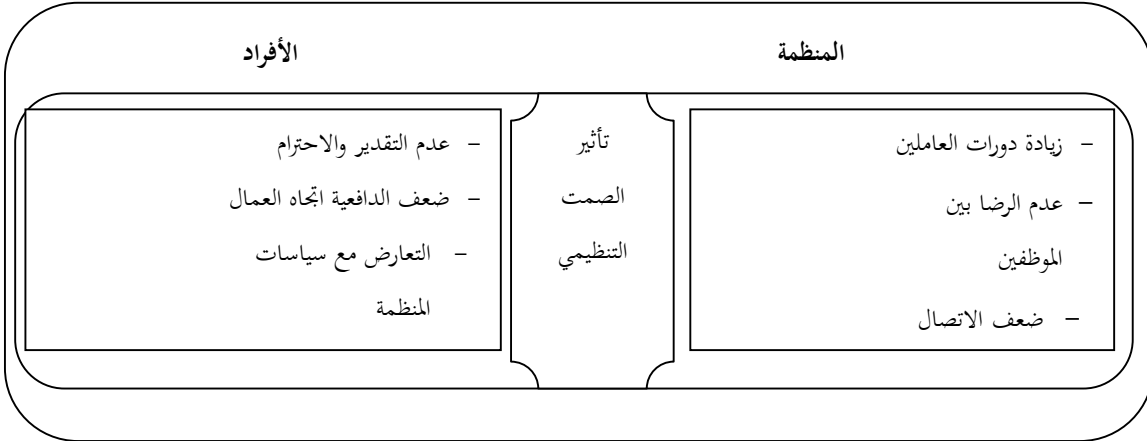 المنظمة
الأفراد
– زيادة دورات العاملين
– عدم الرضا بين
الموظفين
– ضعف الاتصال
تأثير
الصمت
التنظيمي
– عدم التقدير والاحترام
– ضعف الدافعية اتجاه العمال
– التعارض مع سياسات
المنظمة